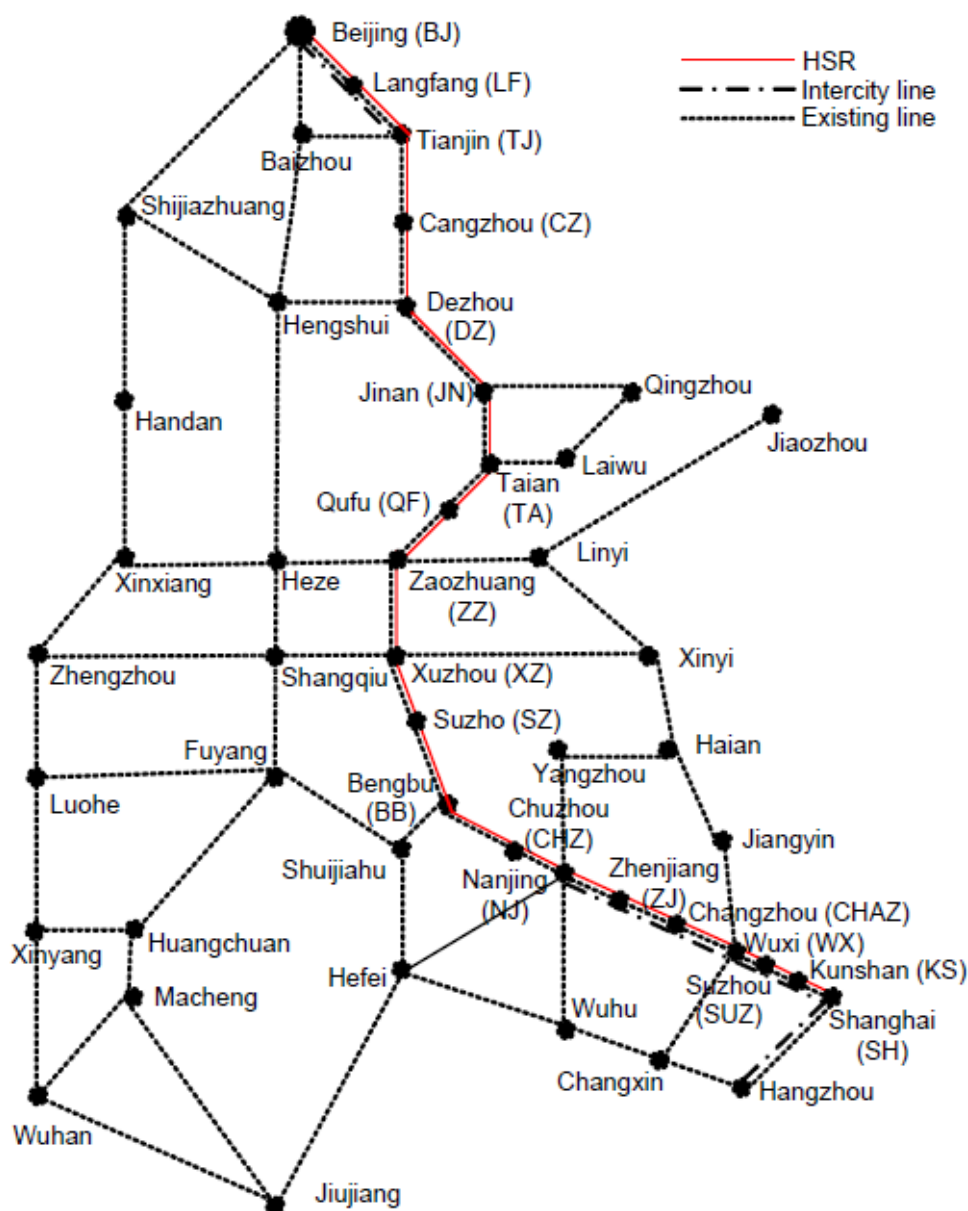 Beijing (BJ)
HSR
Langfang (LF)
Intercity line
Existing line
Tianjin (TJ)
Baizhou
Shijiazhuang
Cangzhou (CZ)
Dezhou
(DZ)
Hengshui
Jinan (JN)
Qingzhou
Handan
Jiaozhou
Laiwu
Taian
(TA)
Qufu (QF)
Linyi
Xinxiang
Heze
Zaozhuang
(ZZ)
Zhengzhou
Shangqiu
Xuzhou (XZ)
Xinyi
Suzho (SZ)
Fuyang
Haian
Yangzhou
Luohe
Bengbu
(BB)
Chuzhou
(CHZ)
Jiangyin
Shuijiahu
Nanjing
(NJ)
Zhenjiang
(ZJ)
Changzhou (CHAZ)
Xinyang
Huangchuan
Wuxi (WX)
Hefei
Kunshan (KS)
Macheng
Suzhou
(SUZ)
Wuhu
Shanghai
(SH)
Changxin
Hangzhou
Wuhan
Jiujiang